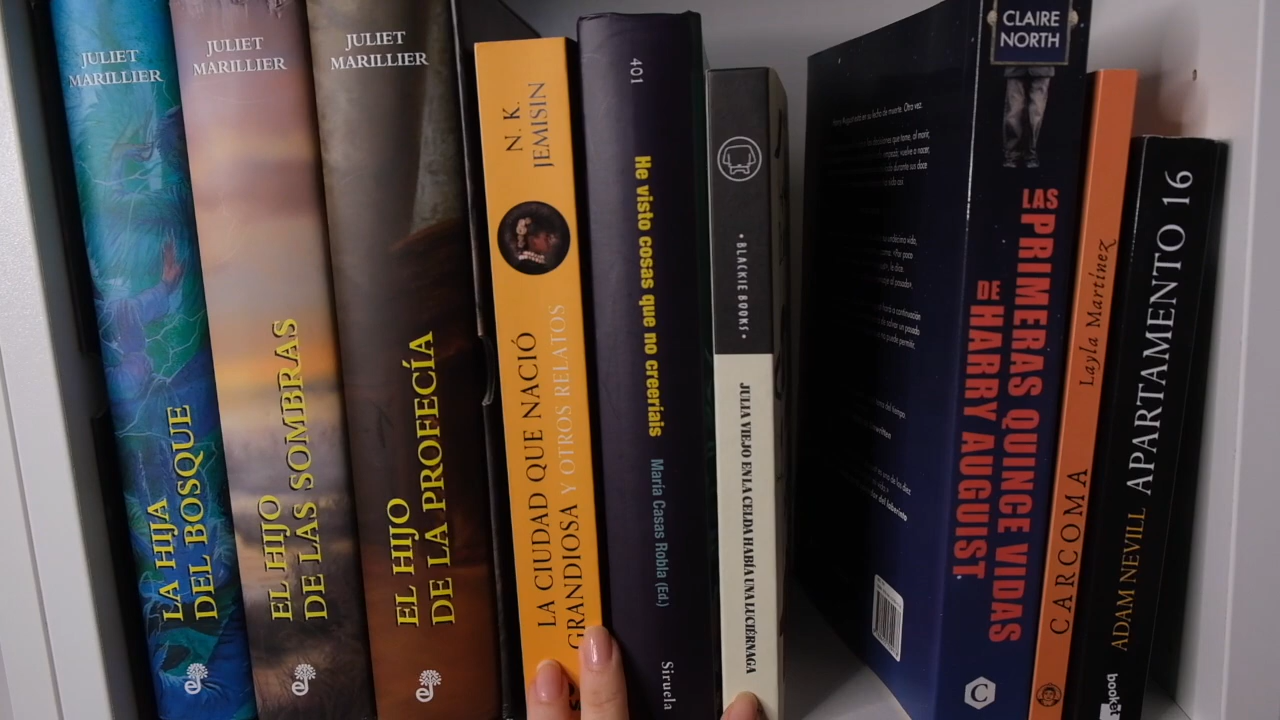 JULIET
MARILLIER
LA HIJA
DEL BOSQUE
JULIET
MARILLIER
EL HIJO
DE LAS SOMBRAS
JULIET
MARILLIER
EL HIJO
DE LA PROFECÍA
N. K.
JEMISIN
LA CIUDAD QUE NACIÓ
GRANDIOSA Y OTROS RELATOS
401
He visto cosas que no creeríais
María Casas Robla (Ed.)
Siruela
• BLACKIE BOOKS •
JULIA VIEJO EN LA CELDA HABÍA UNA LUCIÉRNAGA
CLAIRE
NORTH
LAS
PRIMERAS QUINCE VIDAS
DE HARRY AUGUST
C
CARCOMA Layla Martínez
ADAM NEVILL APARTAMENTO 16
booket